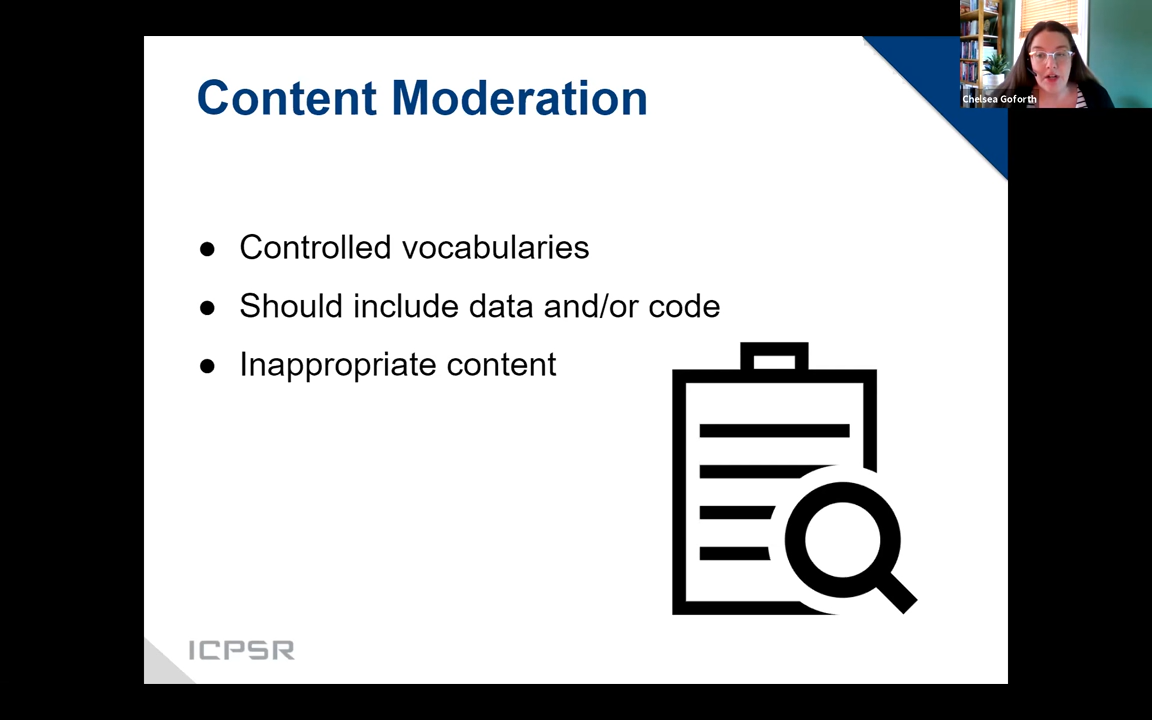 Content Moderation
Chelsea Goforth
● Controlled vocabularies
● Should include data and/or code
● Inappropriate content
ICPSR